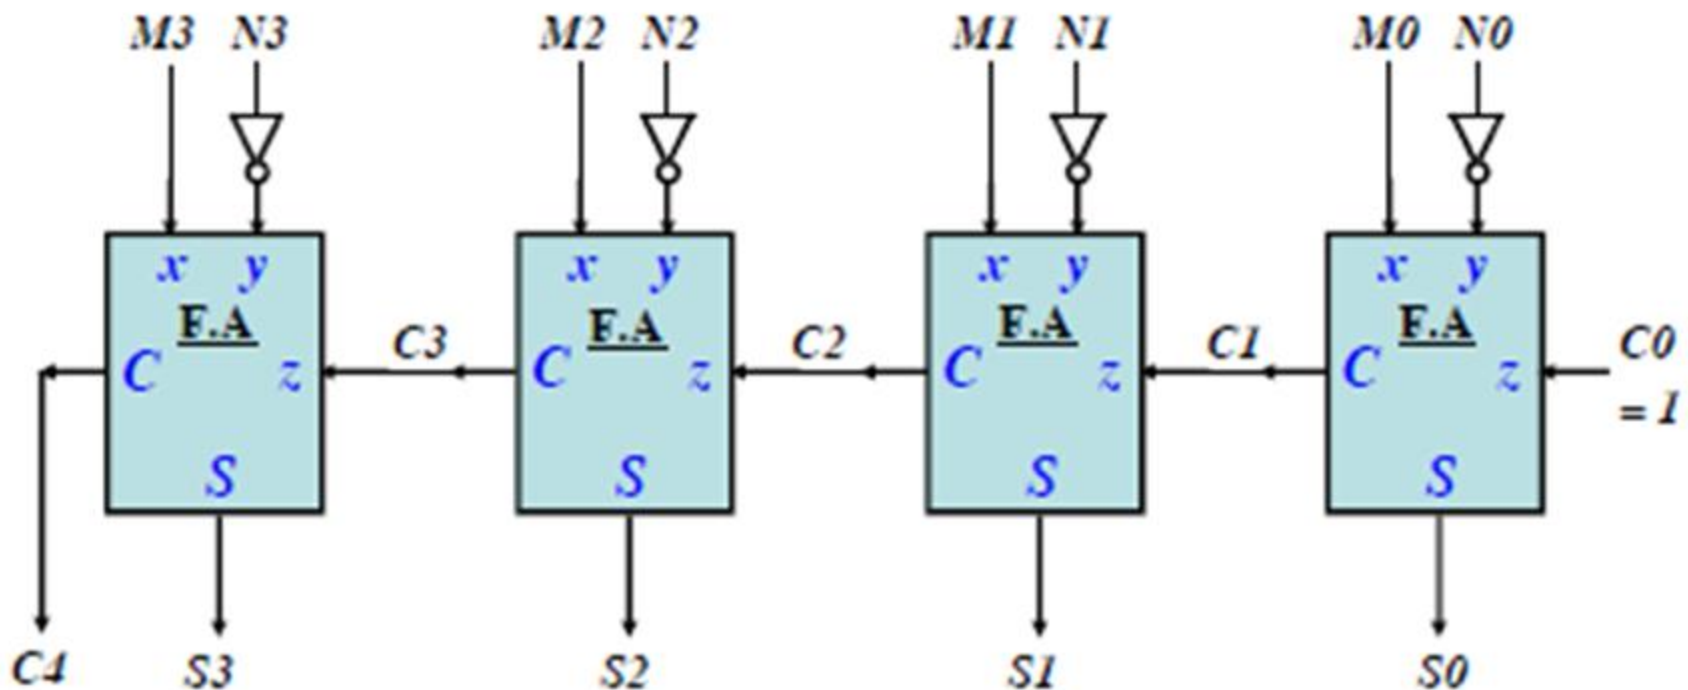 M3 N3 M2 N2 M1 N1 M0 N0
x y x y x y x y
F.A F.A F.A F.A
C z C3 C z C2 C z C1 C z C0
= 1
S S S S
C4 S3 S2 S1 S0